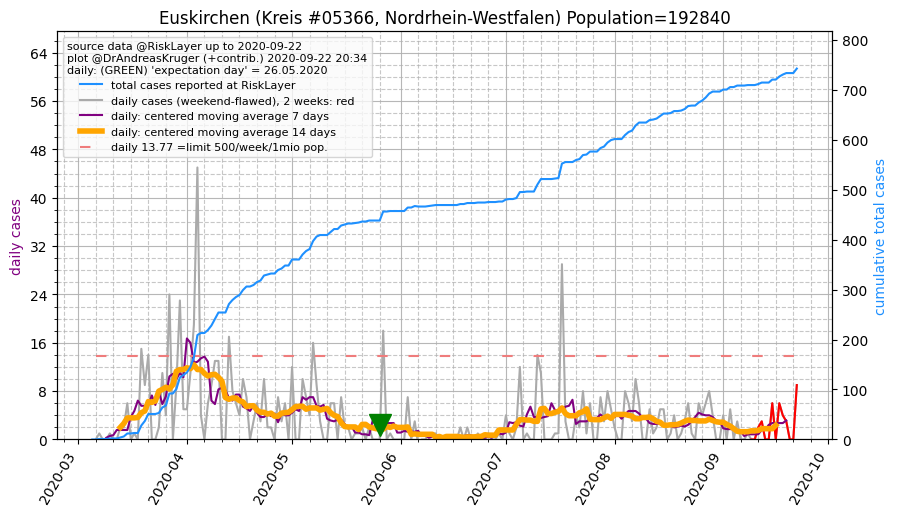 Euskirchen (Kreis #05366, Nordrhein-Westfalen) Population=192840
source data @RiskLayer up to 2020-09-22
plot @DrAndreasKruger (+contrib.) 2020-09-22 20:34
daily: (GREEN) 'expectation day' = 26.05.2020
total cases reported at RiskLayer
daily cases (weekend-flawed), 2 weeks: red
daily: centered moving average 7 days
daily: centered moving average 14 days
daily 13.77 =limit 500/week/1mio pop.
daily cases
64
56
48
40
32
24
16
8
0
cumulative total cases
800
700
600
500
400
300
200
100
0
2020-03
2020-04
2020-05
2020-06
2020-07
2020-08
2020-09
2020-10